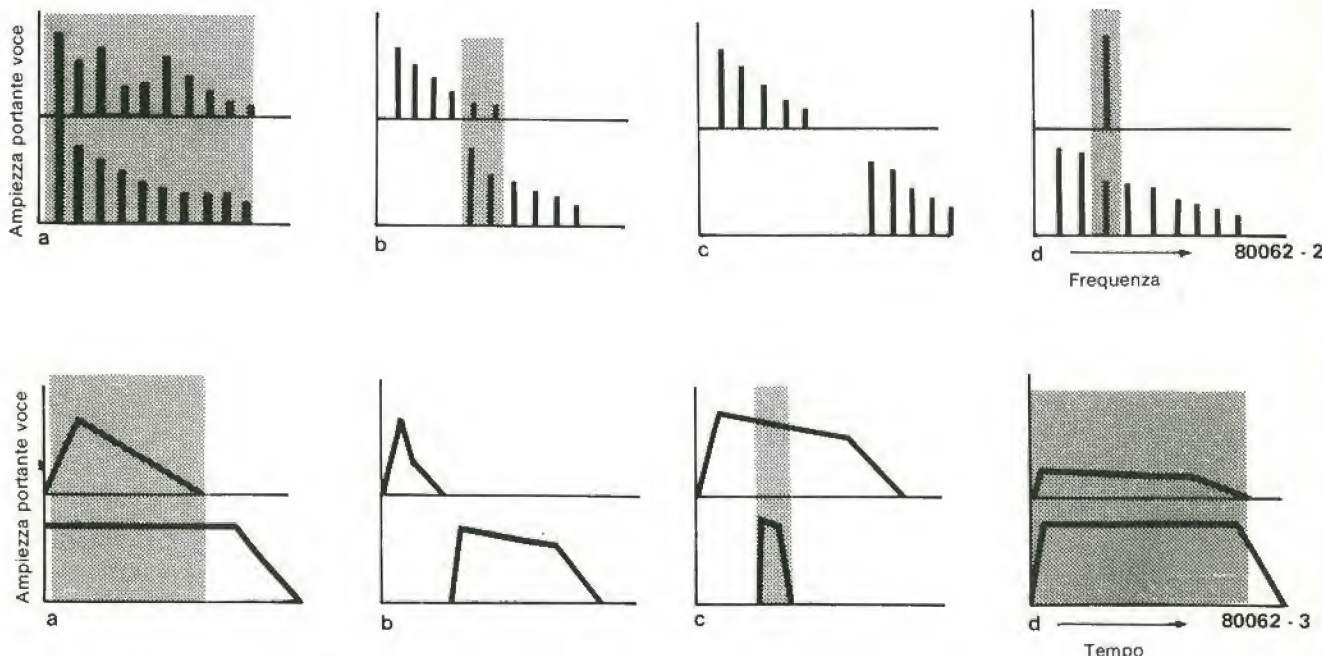 Ampiezza portante voce
a
b
c
d
80062 - 2
Frequenza
Ampiezza portante voce
a
b
c
d
80062 - 3
Tempo